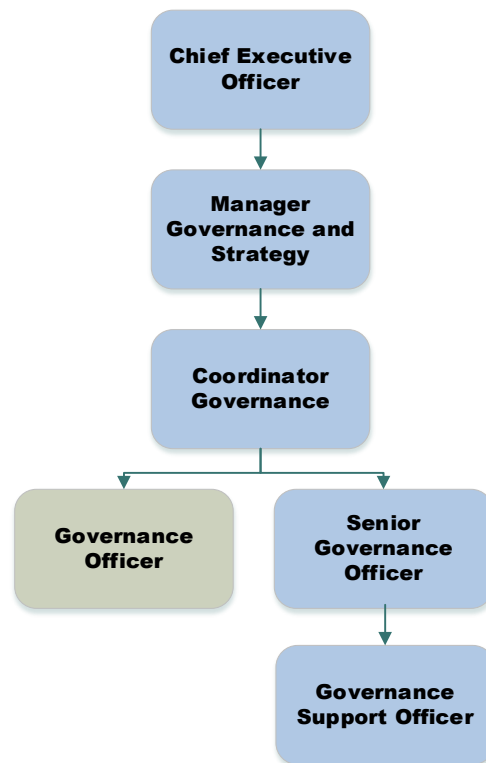 Chief Executive
Officer
Manager
Governance and
Strategy
Coordinator
Governance
Governance
Officer
Senior
Governance
Officer
Governance
Support Officer